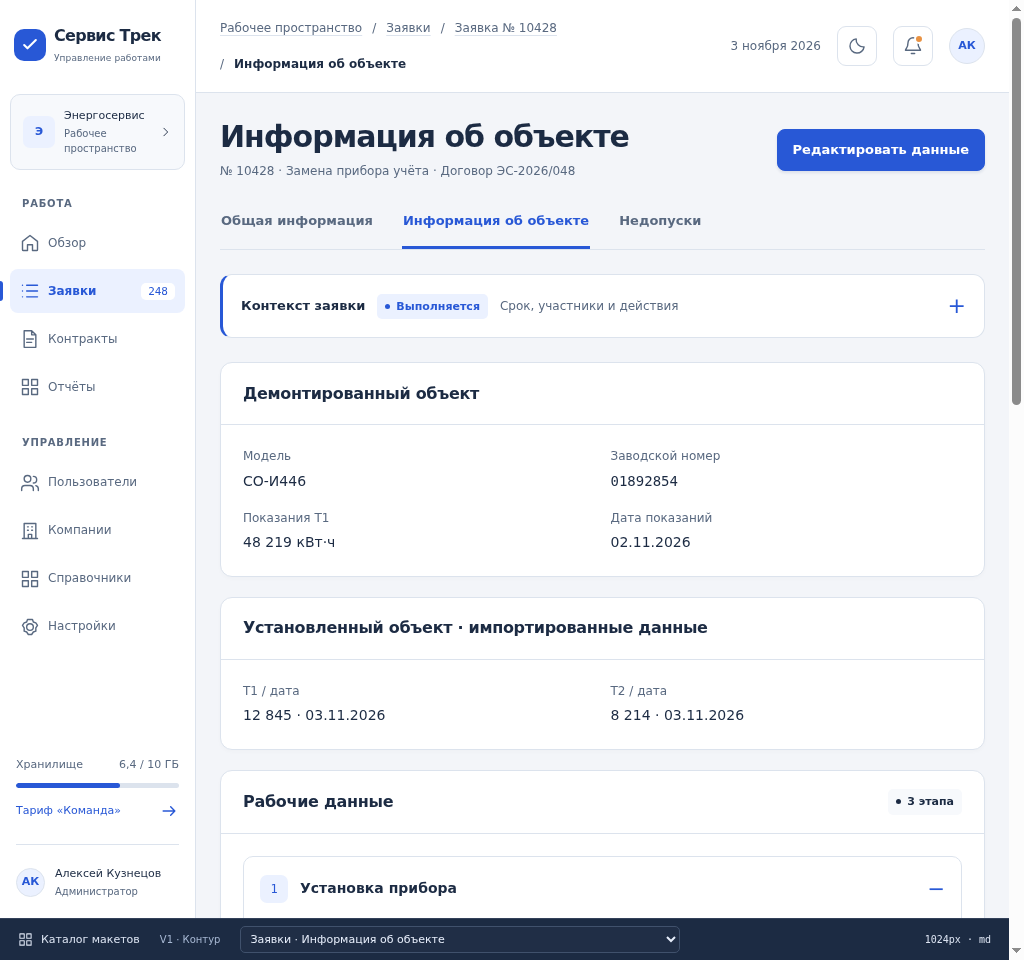 Сервис Трек
Управление работами
Э
Энергосервис
Рабочее
пространство
РАБОТА
Обзор
Заявки 248
Контракты
Отчёты
УПРАВЛЕНИЕ
Пользователи
Компании
Справочники
Настройки
Хранилище 6,4 / 10 ГБ
Тариф «Команда»
АК
Алексей Кузнецов
Администратор
Рабочее пространство / Заявки / Заявка № 10428
/ Информация об объекте
3 ноября 2026
АК
Информация об объекте
№ 10428 · Замена прибора учёта · Договор ЭС-2026/048
Редактировать данные
Общая информация Информация об объекте Недопуски
Контекст заявки Выполняется Срок, участники и действия
Демонтированный объект
Модель Заводской номер
СО-И446 01892854
Показания Т1 Дата показаний
48 219 кВт·ч 02.11.2026
Установленный объект · импортированные данные
Т1 / дата Т2 / дата
12 845 · 03.11.2026 8 214 · 03.11.2026
Рабочие данные 3 этапа
1 Установка прибора
Каталог макетов V1 · Контур Заявки · Информация об объекте 1024px · md